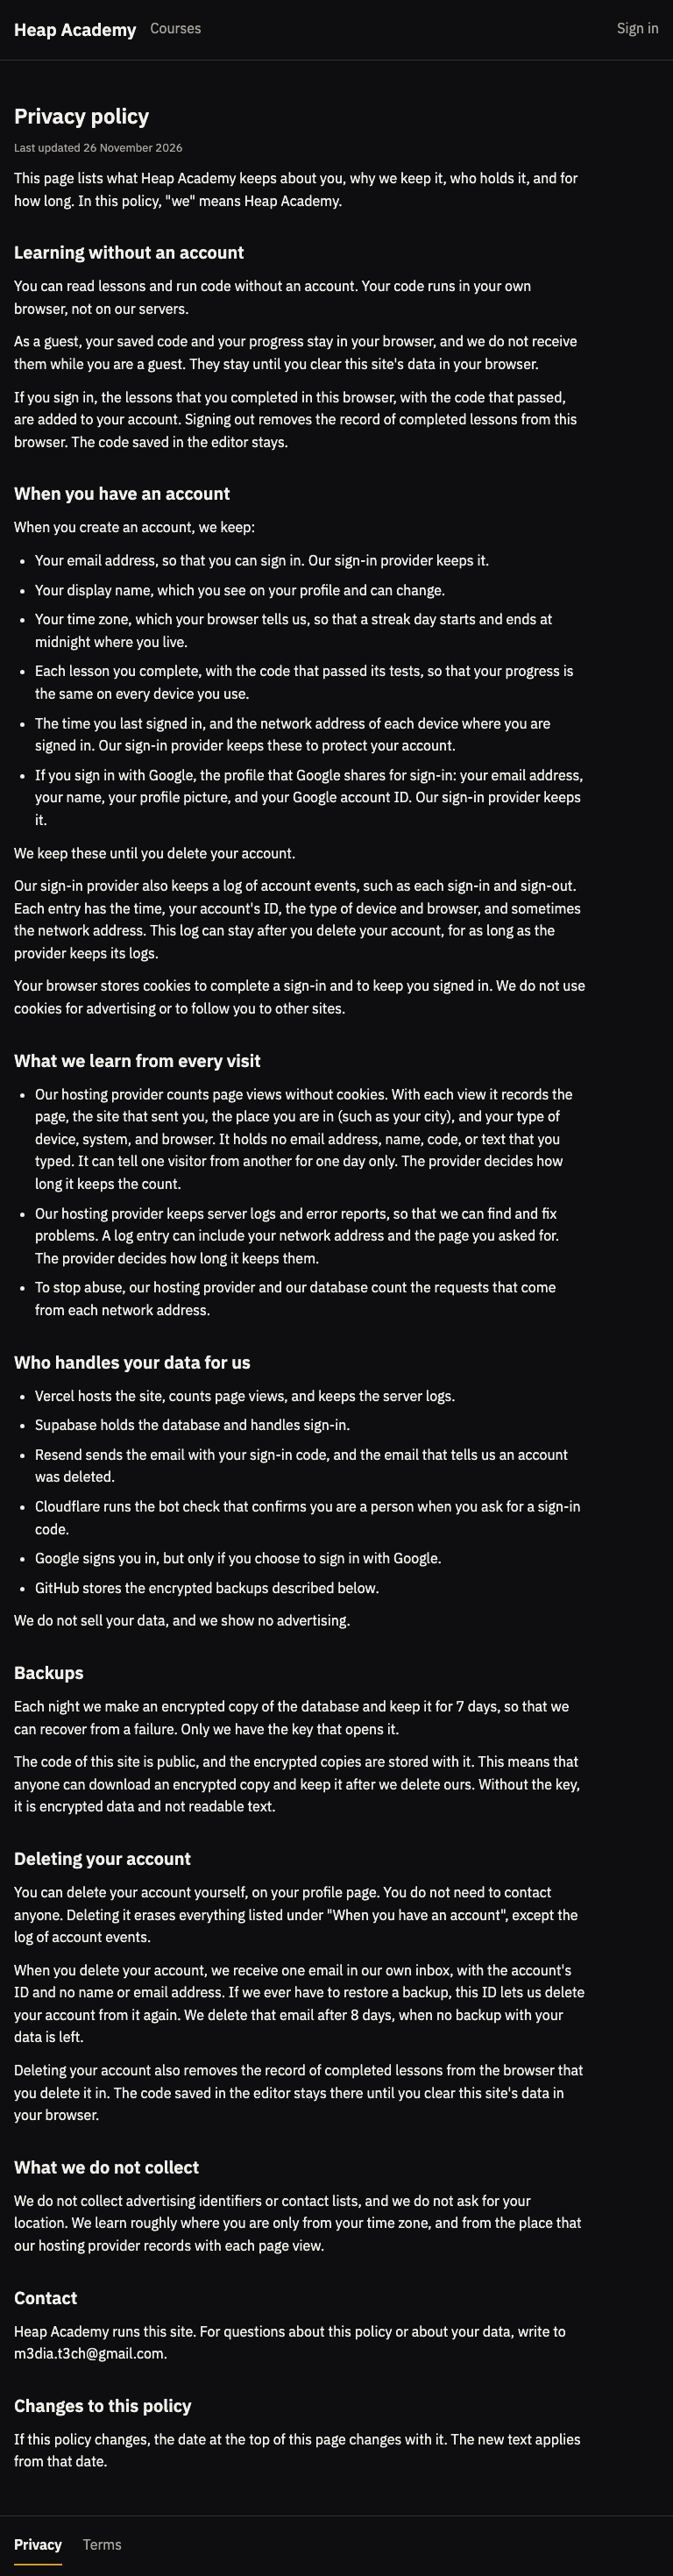 Heap Academy Courses Sign in
Privacy policy
Last updated 26 November 2026
This page lists what Heap Academy keeps about you, why we keep it, who holds it, and for
how long. In this policy, "we" means Heap Academy.
Learning without an account
You can read lessons and run code without an account. Your code runs in your own
browser, not on our servers.
As a guest, your saved code and your progress stay in your browser, and we do not receive
them while you are a guest. They stay until you clear this site's data in your browser.
If you sign in, the lessons that you completed in this browser, with the code that passed,
are added to your account. Signing out removes the record of completed lessons from this
browser. The code saved in the editor stays.
When you have an account
When you create an account, we keep:
• Your email address, so that you can sign in. Our sign-in provider keeps it.
• Your display name, which you see on your profile and can change.
• Your time zone, which your browser tells us, so that a streak day starts and ends at
midnight where you live.
• Each lesson you complete, with the code that passed its tests, so that your progress is
the same on every device you use.
• The time you last signed in, and the network address of each device where you are
signed in. Our sign-in provider keeps these to protect your account.
• If you sign in with Google, the profile that Google shares for sign-in: your email address,
your name, your profile picture, and your Google account ID. Our sign-in provider keeps
it.
We keep these until you delete your account.
Our sign-in provider also keeps a log of account events, such as each sign-in and sign-out.
Each entry has the time, your account's ID, the type of device and browser, and sometimes
the network address. This log can stay after you delete your account, for as long as the
provider keeps its logs.
Your browser stores cookies to complete a sign-in and to keep you signed in. We do not use
cookies for advertising or to follow you to other sites.
What we learn from every visit
• Our hosting provider counts page views without cookies. With each view it records the
page, the site that sent you, the place you are in (such as your city), and your type of
device, system, and browser. It holds no email address, name, code, or text that you
typed. It can tell one visitor from another for one day only. The provider decides how
long it keeps the count.
• Our hosting provider keeps server logs and error reports, so that we can find and fix
problems. A log entry can include your network address and the page you asked for.
The provider decides how long it keeps them.
• To stop abuse, our hosting provider and our database count the requests that come
from each network address.
Who handles your data for us
• Vercel hosts the site, counts page views, and keeps the server logs.
• Supabase holds the database and handles sign-in.
• Resend sends the email with your sign-in code, and the email that tells us an account
was deleted.
• Cloudflare runs the bot check that confirms you are a person when you ask for a sign-in
code.
• Google signs you in, but only if you choose to sign in with Google.
• GitHub stores the encrypted backups described below.
We do not sell your data, and we show no advertising.
Backups
Each night we make an encrypted copy of the database and keep it for 7 days, so that we
can recover from a failure. Only we have the key that opens it.
The code of this site is public, and the encrypted copies are stored with it. This means that
anyone can download an encrypted copy and keep it after we delete ours. Without the key,
it is encrypted data and not readable text.
Deleting your account
You can delete your account yourself, on your profile page. You do not need to contact
anyone. Deleting it erases everything listed under "When you have an account", except the
log of account events.
When you delete your account, we receive one email in our own inbox, with the account's
ID and no name or email address. If we ever have to restore a backup, this ID lets us delete
your account from it again. We delete that email after 8 days, when no backup with your
data is left.
Deleting your account also removes the record of completed lessons from the browser that
you delete it in. The code saved in the editor stays there until you clear this site's data in
your browser.
What we do not collect
We do not collect advertising identifiers or contact lists, and we do not ask for your
location. We learn roughly where you are only from your time zone, and from the place that
our hosting provider records with each page view.
Contact
Heap Academy runs this site. For questions about this policy or about your data, write to
m3dia.t3ch@gmail.com.
Changes to this policy
If this policy changes, the date at the top of this page changes with it. The new text applies
from that date.
Privacy Terms